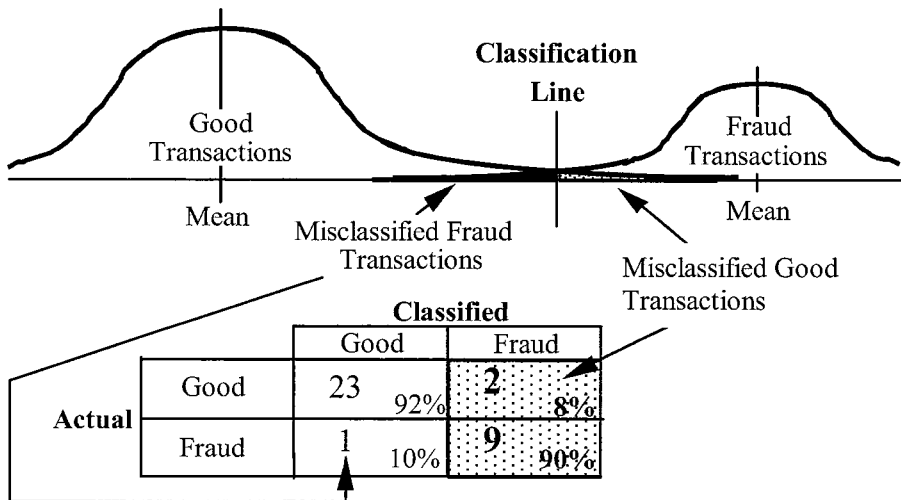 Classification
Line
Good
Transactions
Fraud
Transactions
Mean
Mean
Misclassified Fraud
Transactions
Misclassified Good
Transactions
Classified
Good Fraud
Actual
Good 23 92% 2 8%
Fraud 1 10% 9 90%